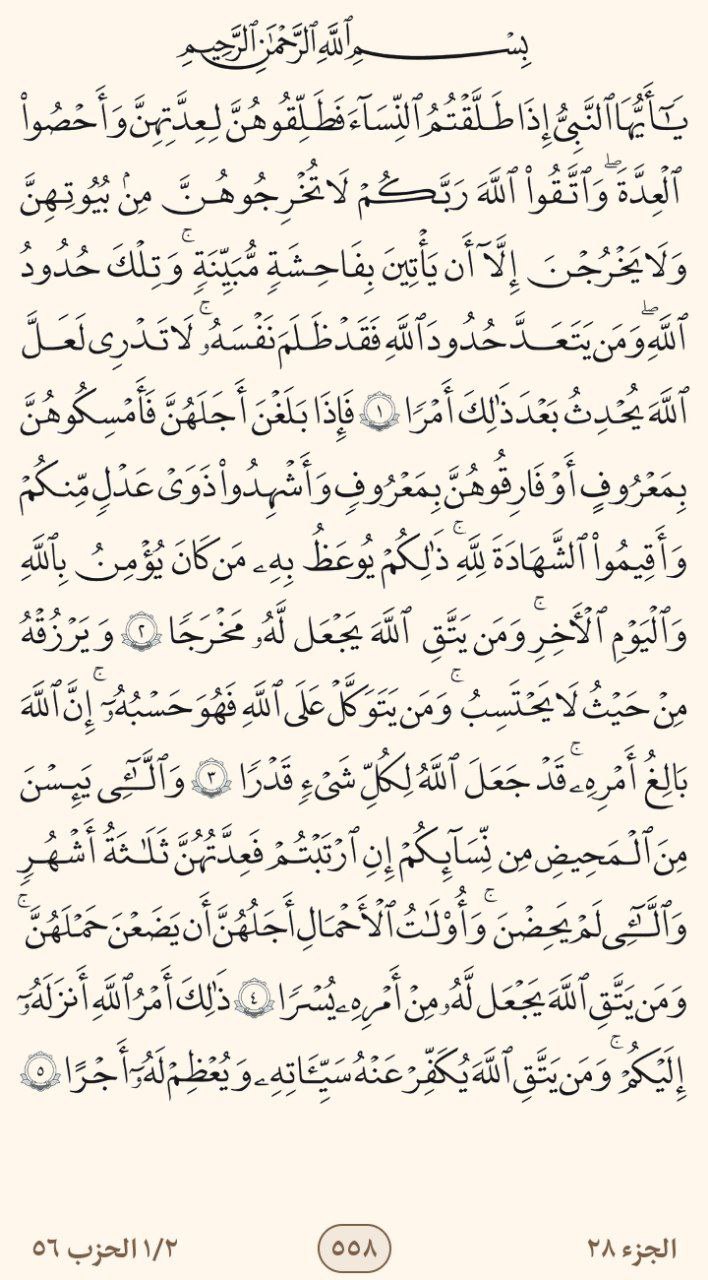 بِسْمِ ٱللَّهِ ٱلرَّحْمَٰنِ ٱلرَّحِيمِ
يَٰٓأَيُّهَا ٱلنَّبِىُّ إِذَا طَلَّقْتُمُ ٱلنِّسَآءَ فَطَلِّقُوهُنَّ لِعِدَّتِهِنَّ وَأَحْصُوا۟
ٱلْعِدَّةَ ۖ وَٱتَّقُوا۟ ٱللَّهَ رَبَّكُمْ لَا تُخْرِجُوهُنَّ مِنۢ بُيُوتِهِنَّ
وَلَا يَخْرُجْنَ إِلَّآ أَن يَأْتِينَ بِفَٰحِشَةٍ مُّبَيِّنَةٍ ۚ وَتِلْكَ حُدُودُ
ٱللَّهِ ۖ وَمَن يَتَعَدَّ حُدُودَ ٱللَّهِ فَقَدْ ظَلَمَ نَفْسَهُۥ ۚ لَا تَدْرِى لَعَلَّ
ٱللَّهَ يُحْدِثُ بَعْدَ ذَٰلِكَ أَمْرًا ١ فَإِذَا بَلَغْنَ أَجَلَهُنَّ فَأَمْسِكُوهُنَّ
بِمَعْرُوفٍ أَوْ فَارِقُوهُنَّ بِمَعْرُوفٍ وَأَشْهِدُوا۟ ذَوَىْ عَدْلٍ مِّنكُمْ
وَأَقِيمُوا۟ ٱلشَّهَٰدَةَ لِلَّهِ ۚ ذَٰلِكُمْ يُوعَظُ بِهِۦ مَن كَانَ يُؤْمِنُ بِٱللَّهِ
وَٱلْيَوْمِ ٱلْءَاخِرِ ۚ وَمَن يَتَّقِ ٱللَّهَ يَجْعَل لَّهُۥ مَخْرَجًا ٢ وَيَرْزُقْهُ
مِنْ حَيْثُ لَا يَحْتَسِبُ ۚ وَمَن يَتَوَكَّلْ عَلَى ٱللَّهِ فَهُوَ حَسْبُهُۥٓ ۚ إِنَّ ٱللَّهَ
بَٰلِغُ أَمْرِهِۦ ۚ قَدْ جَعَلَ ٱللَّهُ لِكُلِّ شَىْءٍ قَدْرًا ٣ وَٱلَّٰٓـِٔى يَئِسْنَ
مِنَ ٱلْمَحِيضِ مِن نِّسَآئِكُمْ إِنِ ٱرْتَبْتُمْ فَعِدَّتُهُنَّ ثَلَٰثَةُ أَشْهُرٍ
وَٱلَّٰٓـِٔى لَمْ يَحِضْنَ ۚ وَأُو۟لَٰتُ ٱلْأَحْمَالِ أَجَلُهُنَّ أَن يَضَعْنَ حَمْلَهُنَّ ۚ
وَمَن يَتَّقِ ٱللَّهَ يَجْعَل لَّهُۥ مِنْ أَمْرِهِۦ يُسْرًا ٤ ذَٰلِكَ أَمْرُ ٱللَّهِ أَنزَلَهُۥٓ
إِلَيْكُمْ ۚ وَمَن يَتَّقِ ٱللَّهَ يُكَفِّرْ عَنْهُ سَيِّـَٔاتِهِۦ وَيُعْظِمْ لَهُۥٓ أَجْرًا ٥
الجزء ٢٨ ٥٥٨ ١/٢ الحزب ٥٦